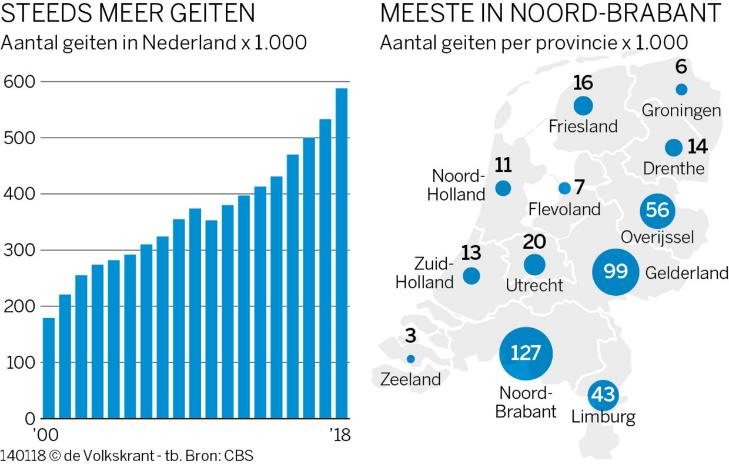 STEEDS MEER GEITEN
Aantal geiten in Nederland x 1.000
600
500
400
300
200
100
0
'00
'18
140118 © de Volkskrant - tb. Bron: CBS
MEESTE IN NOORD-BRABANT
Aantal geiten per provincie x 1.000
6
Groningen
16
Friesland
14
Drenthe
11
Noord-
Holland
7
Flevoland
56
Overijssel
13
Zuid-
Holland
20
Utrecht
99
Gelderland
3
Zeeland
127
Noord-
Brabant
43
Limburg